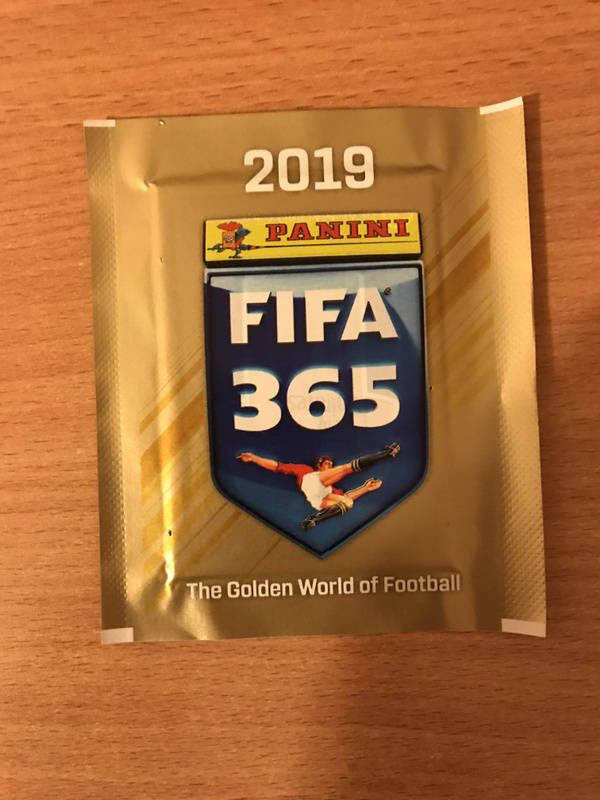 2019
PANINI
FIFA
365
The Golden World of Football